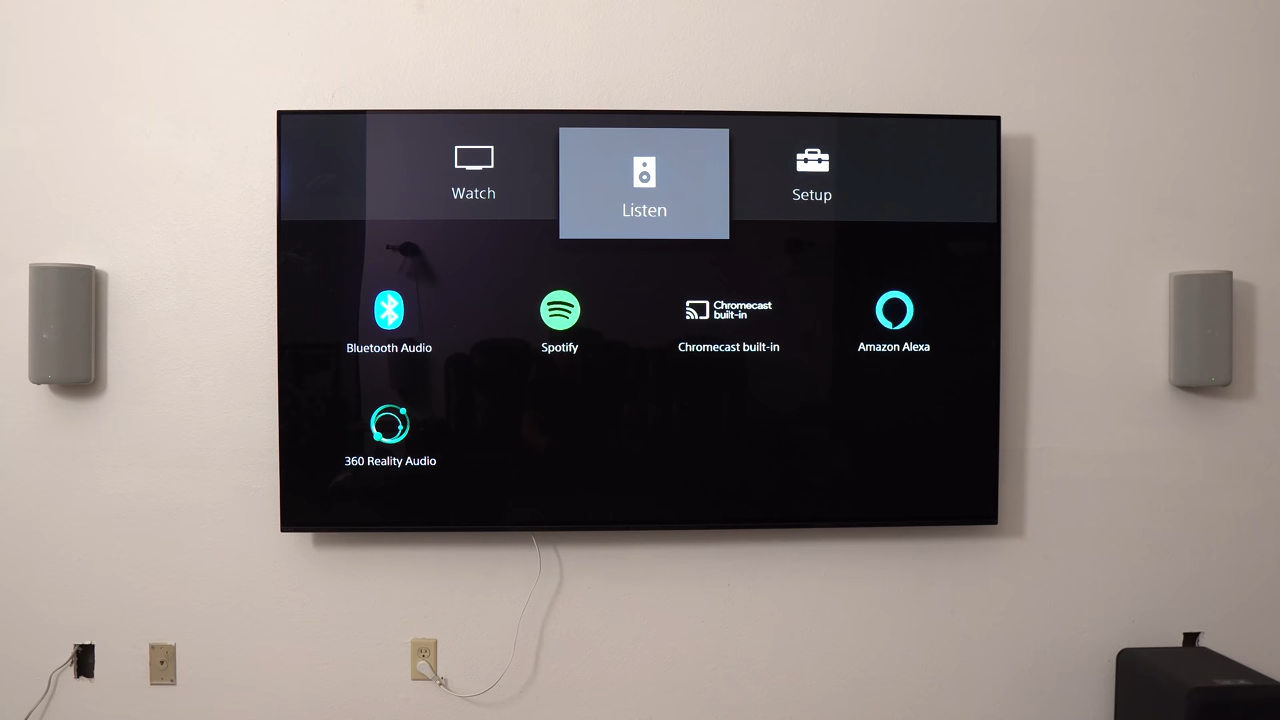 Watch
Listen
Setup
Chromecast
built-in
Bluetooth Audio
Spotify
Chromecast built-in
Amazon Alexa
360 Reality Audio